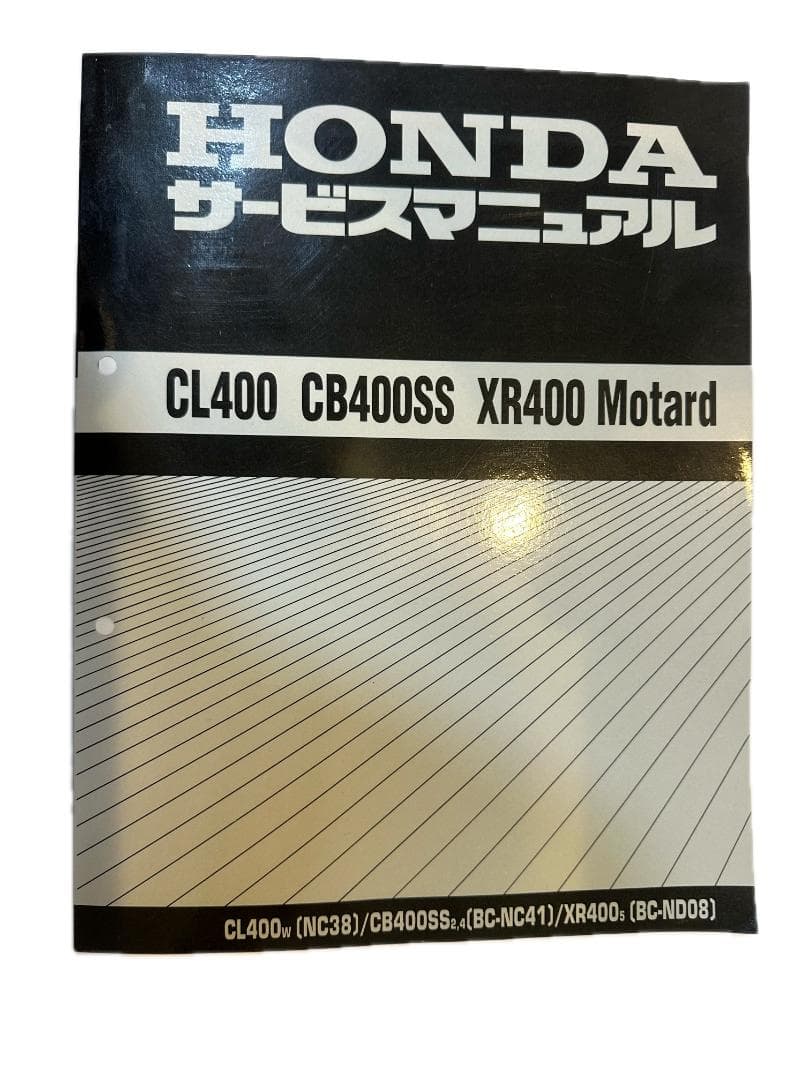 HONDA
サービスマニュアル
CL400 CB400SS XR400 Motard
CL400w (NC38)/CB400SS2,4(BC-NC41)/XR4005 (BC-ND08)